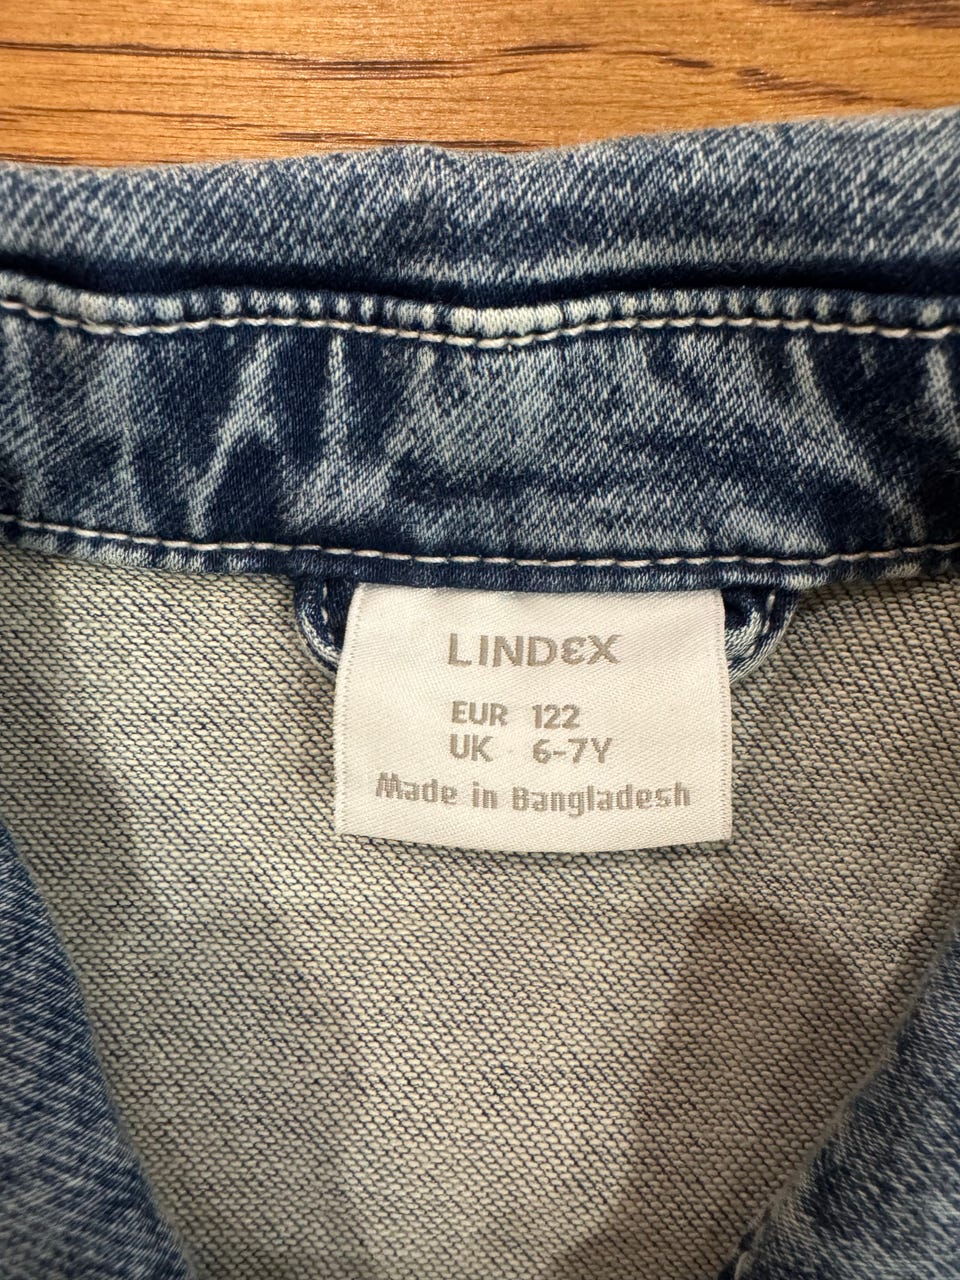 LINDEX
EUR 122
UK 6-7Y
Made in Bangladesh